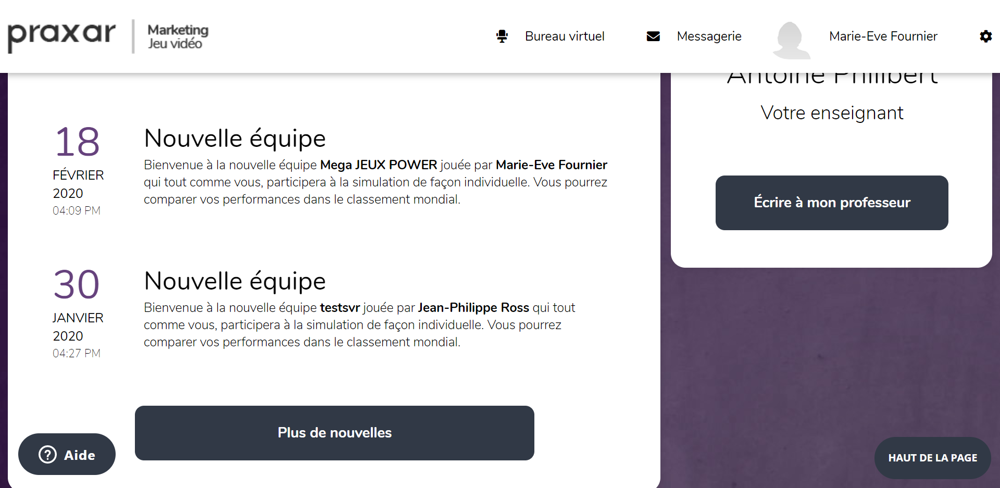 praxar
Marketing
Jeu vidéo
Bureau virtuel
Messagerie
Marie-Eve Fournier
Antoine Philibert
Votre enseignant
Écrire à mon professeur
18
FÉVRIER
2020
04:09 PM
Nouvelle équipe
Bienvenue à la nouvelle équipe Mega JEUX POWER jouée par Marie-Eve Fournier
qui tout comme vous, participera à la simulation de façon individuelle. Vous pourrez
comparer vos performances dans le classement mondial.
30
JANVIER
2020
04:27 PM
Nouvelle équipe
Bienvenue à la nouvelle équipe testsvr jouée par Jean-Philippe Ross qui tout
comme vous, participera à la simulation de façon individuelle. Vous pourrez
comparer vos performances dans le classement mondial.
Plus de nouvelles
Aide
HAUT DE LA PAGE